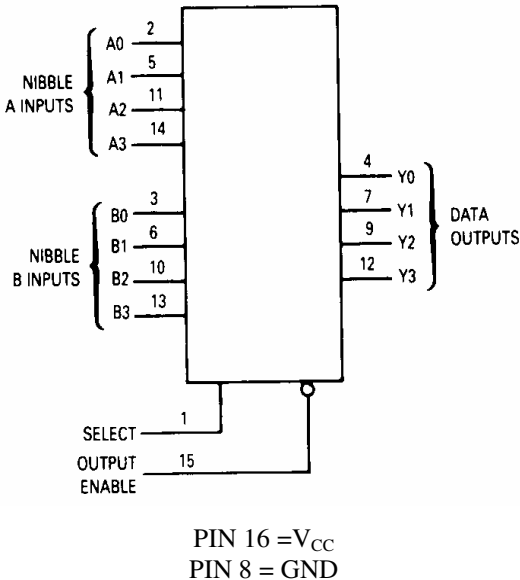 NIBBLE
A INPUTS
A0 2
A1 5
A2 11
A3 14
NIBBLE
B INPUTS
B0 3
B1 6
B2 10
B3 13
4 Y0
7 Y1
9 Y2
12 Y3
DATA
OUTPUTS
SELECT 1
OUTPUT
ENABLE
15
PIN 16 =VCC
PIN 8 = GND